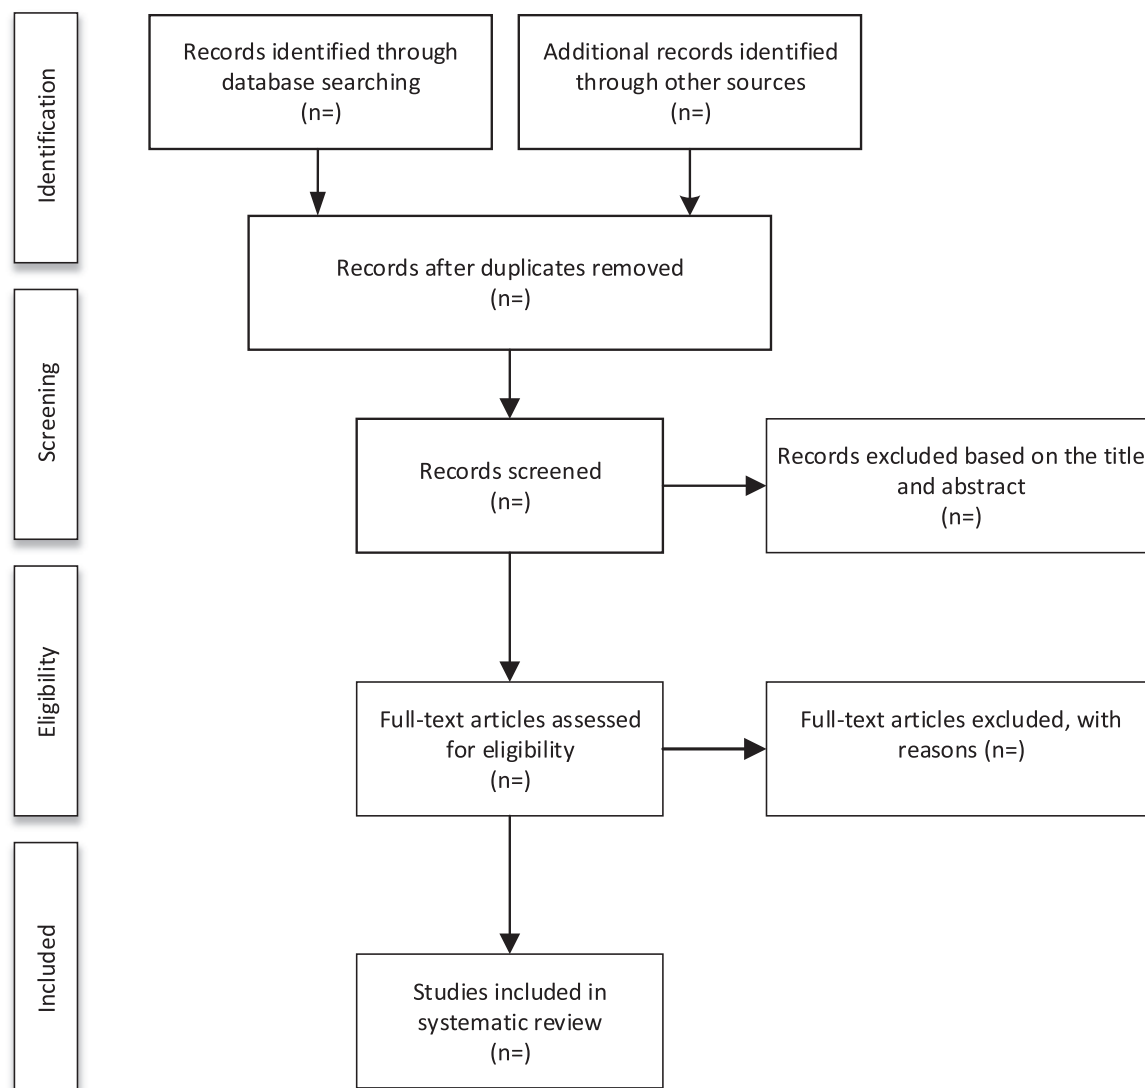 Identification
Records identified through
database searching
(n=)
Additional records identified
through other sources
(n=)
Records after duplicates removed
(n=)
Screening
Records screened
(n=)
Records excluded based on the title
and abstract
(n=)
Eligibility
Full-text articles assessed
for eligibility
(n=)
Full-text articles excluded, with
reasons (n=)
Included
Studies included in
systematic review
(n=)